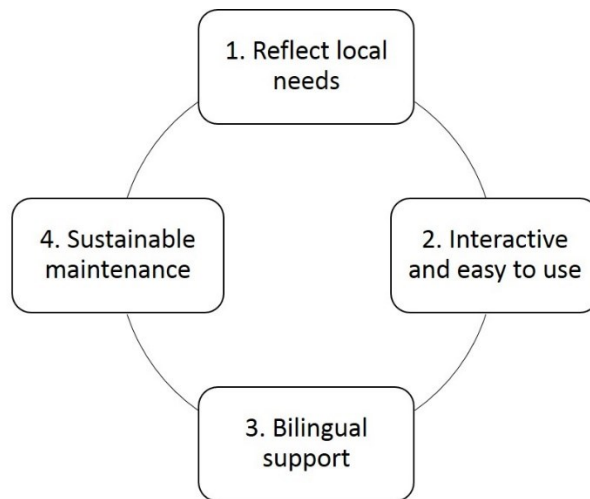 1. Reflect local
needs
2. Interactive
and easy to use
3. Bilingual
support
4. Sustainable
maintenance